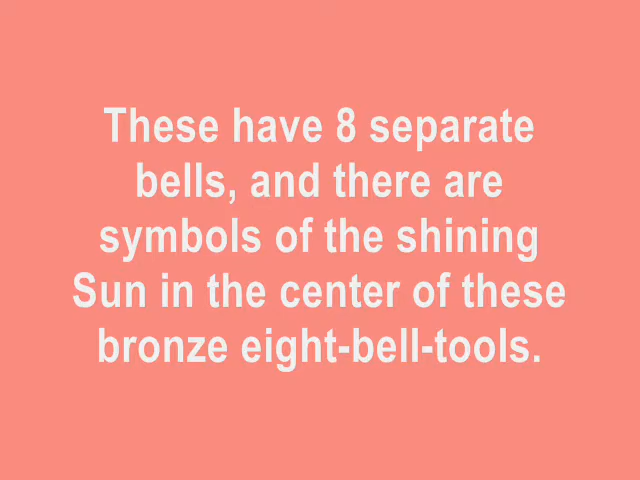 These have 8 separate
bells, and there are
symbols of the shining
Sun in the center of these
bronze eight-bell-tools.